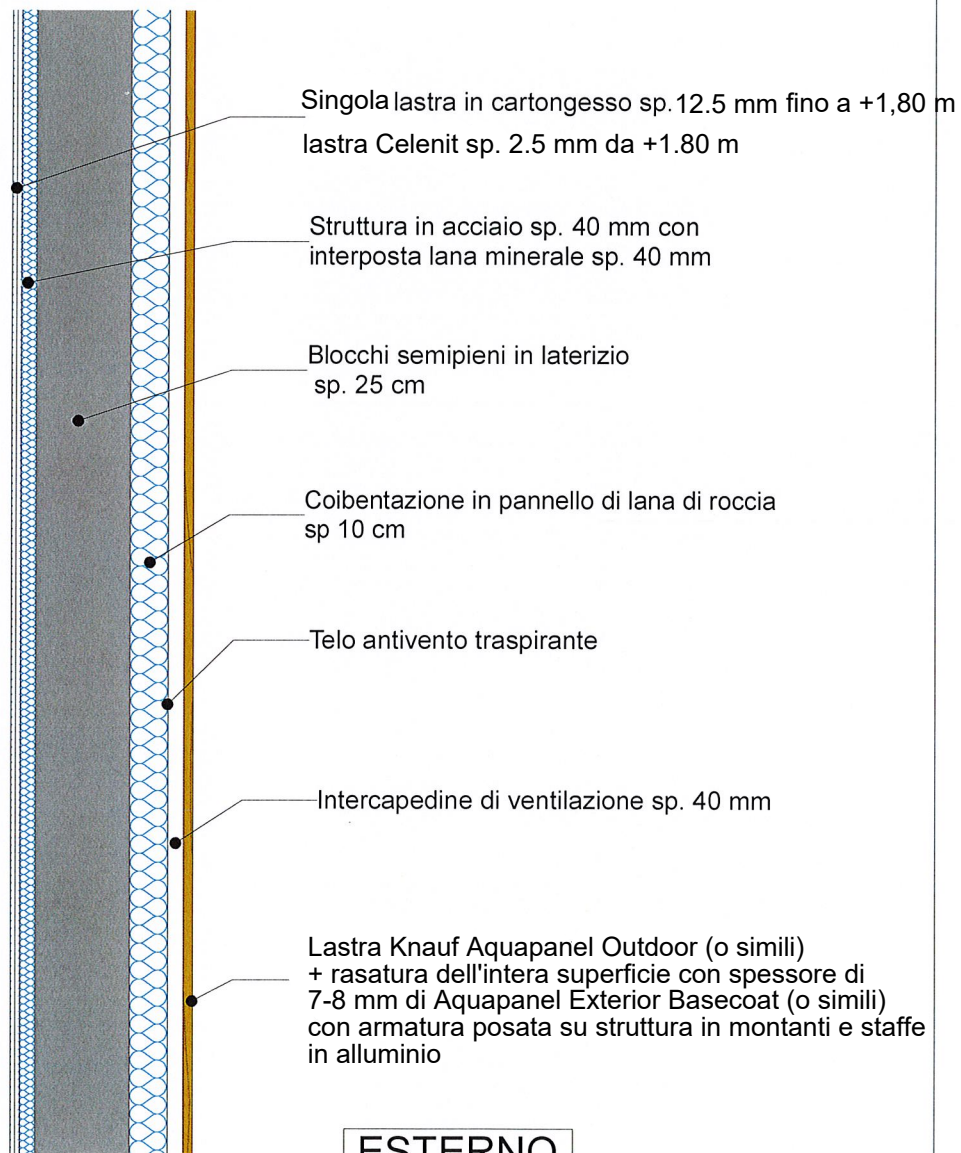 Singola lastra in cartongesso sp. 12.5 mm fino a +1,80 m
lastra Celenit sp. 2.5 mm da +1.80 m
Struttura in acciaio sp. 40 mm con
interposta lana minerale sp. 40 mm
Blocchi semipieni in laterizio
sp. 25 cm
Coibentazione in pannello di lana di roccia
sp 10 cm
Telo antivento traspirante
Intercapedine di ventilazione sp. 40 mm
Lastra Knauf Aquapanel Outdoor (o simili)
+ rasatura dell'intera superficie con spessore di
7-8 mm di Aquapanel Exterior Basecoat (o simili)
con armatura posata su struttura in montanti e staffe
in alluminio
ESTERNO